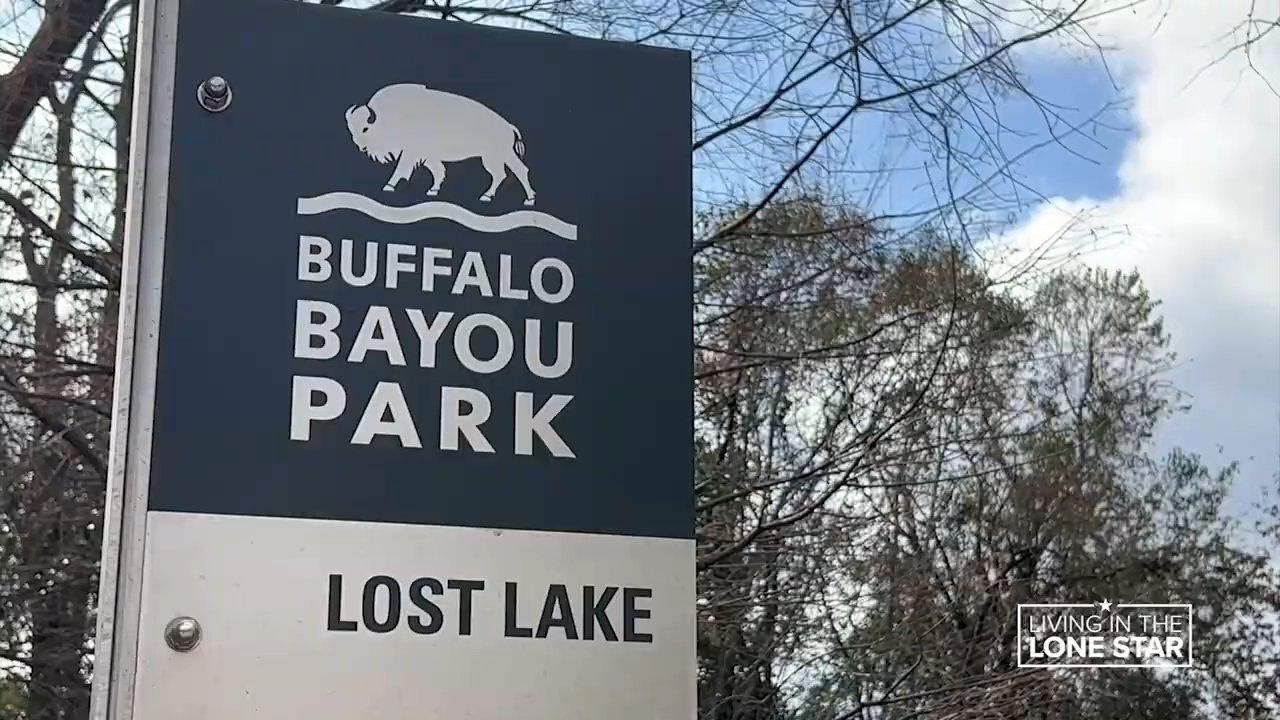 BUFFALO
BAYOU
PARK
LOST LAKE
LIVING IN THE
LONE STAR